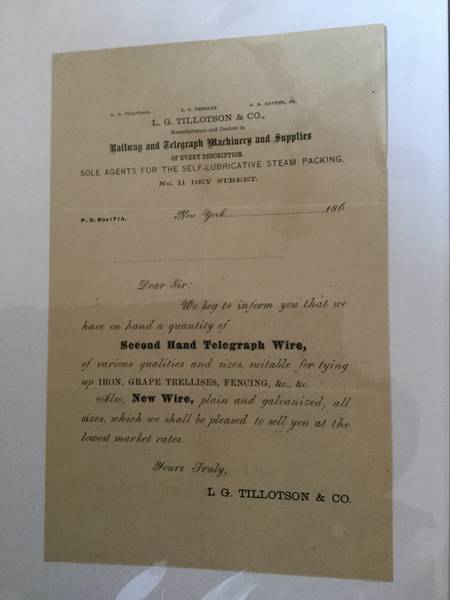 L. G. TILLOTSON. E. S. GREELEY G. R. GARVEY, JR.
L. G. TILLOTSON & CO.,
Manufacturers and Dealers in
Railway and Telegraph Machinery and Supplies
OF EVERY DESCRIPTION.
SOLE AGENTS FOR THE SELF-LUBRICATIVE STEAM PACKING,
No. 11 DEY STREET.
P. O. Box 1714. New York 186
Dear Sir:
We beg to inform you that we
have on hand a quantity of
Second Hand Telegraph Wire,
of various qualities and sizes, suitable for tying
up IRON, GRAPE TRELLISES, FENCING, &c., &c.
Also, New Wire, plain and galvanized, all
sizes, which we shall be pleased to sell you at the
lowest market rates.
Yours Truly,
L. G. TILLOTSON & CO.